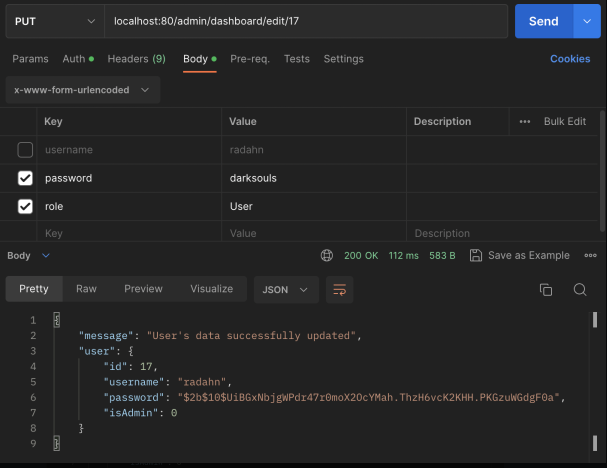 PUT localhost:80/admin/dashboard/edit/17 Send
Params Auth Headers (9) Body Pre-req. Tests Settings Cookies
x-www-form-urlencoded
Key Value Description ••• Bulk Edit
username radahn
password darksouls
role User
Key Value Description
Body 200 OK 112 ms 583 B Save as Example
Pretty Raw Preview Visualize JSON
1 {
2 "message": "User's data successfully updated",
3 "user": {
4 "id": 17,
5 "username": "radahn",
6 "password": "$2b$10$UiBGxNbjgWPdr47r0moX2OcYMah.ThzH6vcK2KHH.PKGzuWGdgF0a",
7 "isAdmin": 0
8 }
9 }